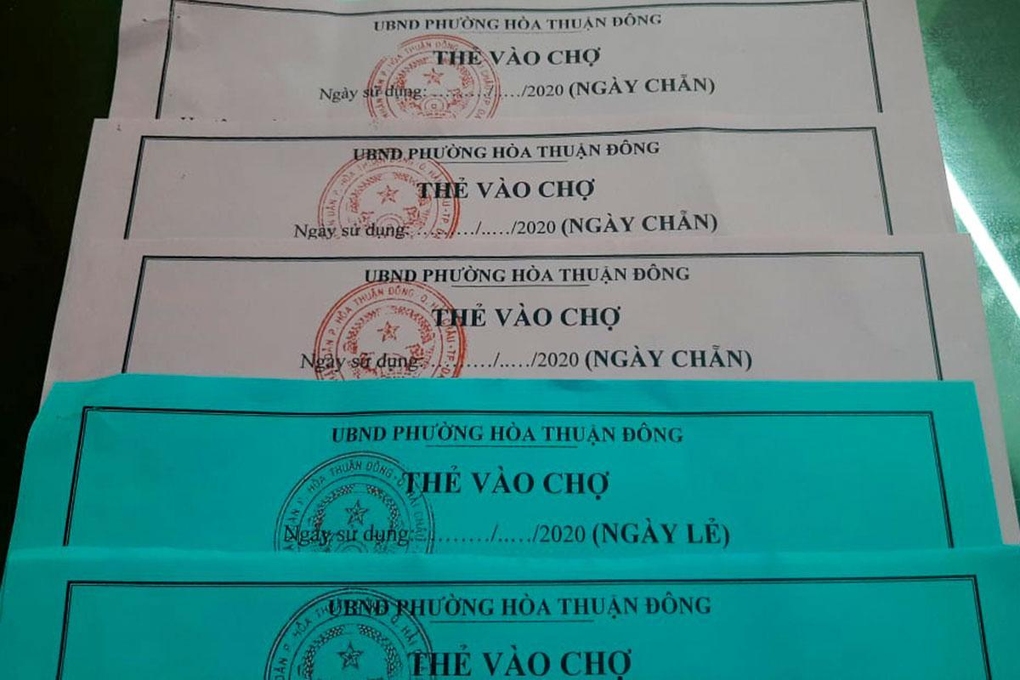 UBND PHƯỜNG HÒA THUẬN ĐÔNG
THẺ VÀO CHỢ
Ngày sử dụng: ........./...../2020 (NGÀY CHẴN)
UBND PHƯỜNG HÒA THUẬN ĐÔNG
THẺ VÀO CHỢ
Ngày sử dụng: ........./...../2020 (NGÀY CHẴN)
UBND PHƯỜNG HÒA THUẬN ĐÔNG
THẺ VÀO CHỢ
Ngày sử dụng: ........./...../2020 (NGÀY CHẴN)
UBND PHƯỜNG HÒA THUẬN ĐÔNG
THẺ VÀO CHỢ
Ngày sử dụng: ........./...../2020 (NGÀY LẺ)
UBND PHƯỜNG HÒA THUẬN ĐÔNG
THẺ VÀO CHỢ